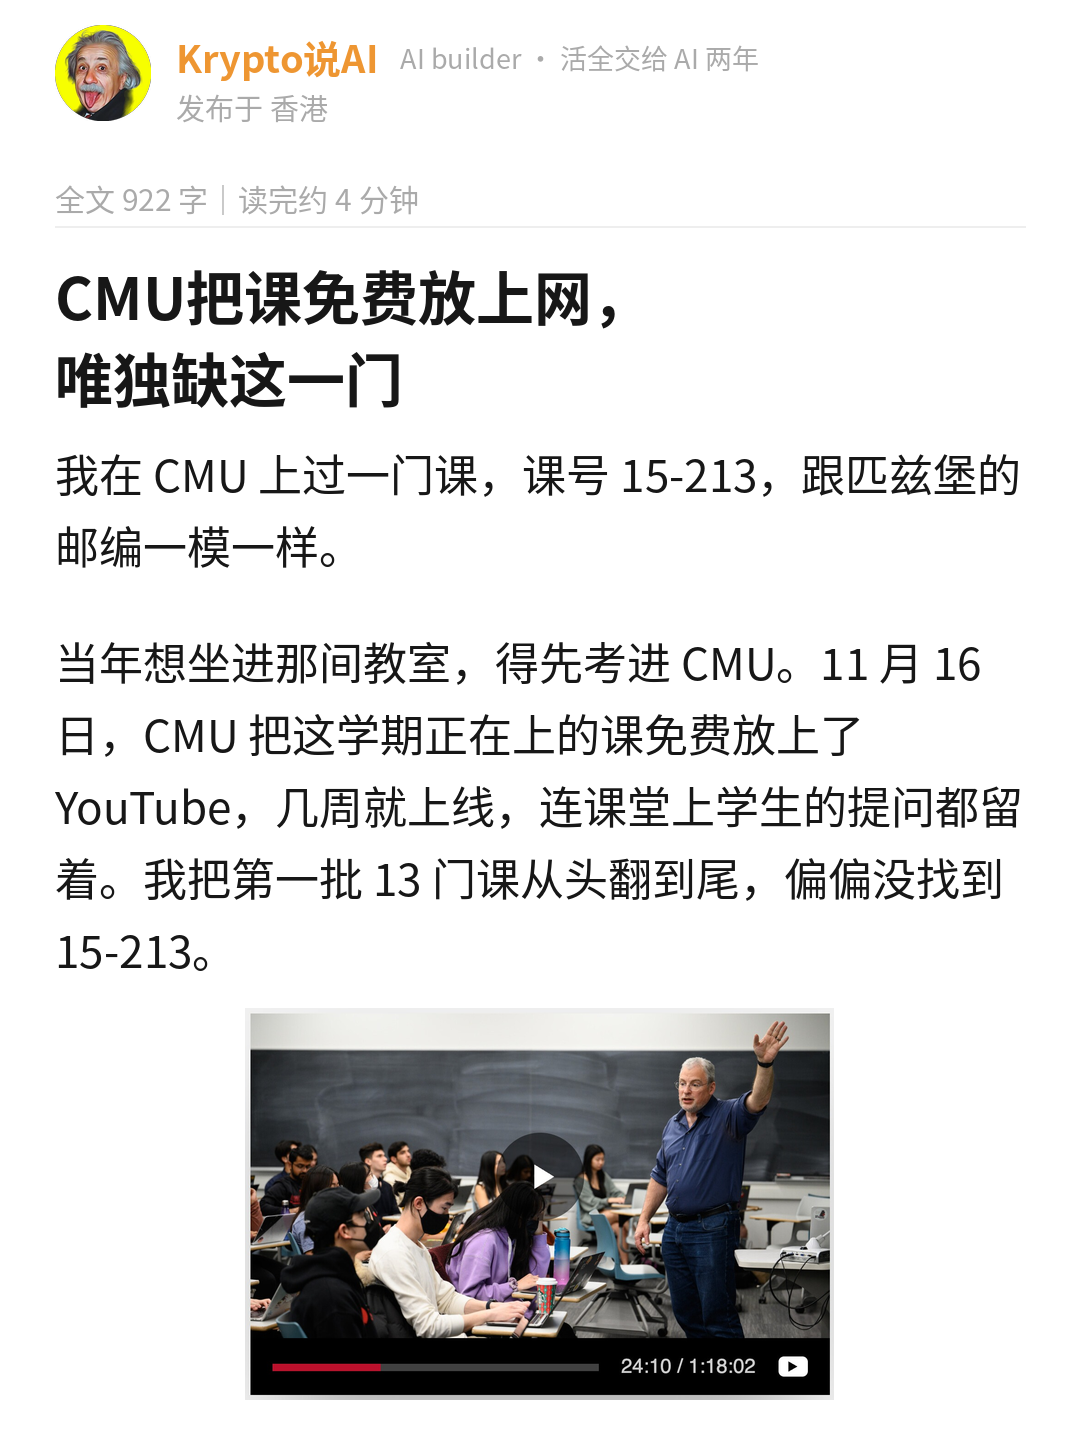 Krypto说AI AI builder · 活全交给 AI 两年
发布于 香港
全文 922 字｜读完约 4 分钟
CMU把课免费放上网，
唯独缺这一门
我在 CMU 上过一门课，课号 15-213，跟匹兹堡的
邮编一模一样。
当年想坐进那间教室，得先考进 CMU。11 月 16
日，CMU 把这学期正在上的课免费放上了
YouTube，几周就上线，连课堂上学生的提问都留
着。我把第一批 13 门课从头翻到尾，偏偏没找到
15-213。
24:10 / 1:18:02